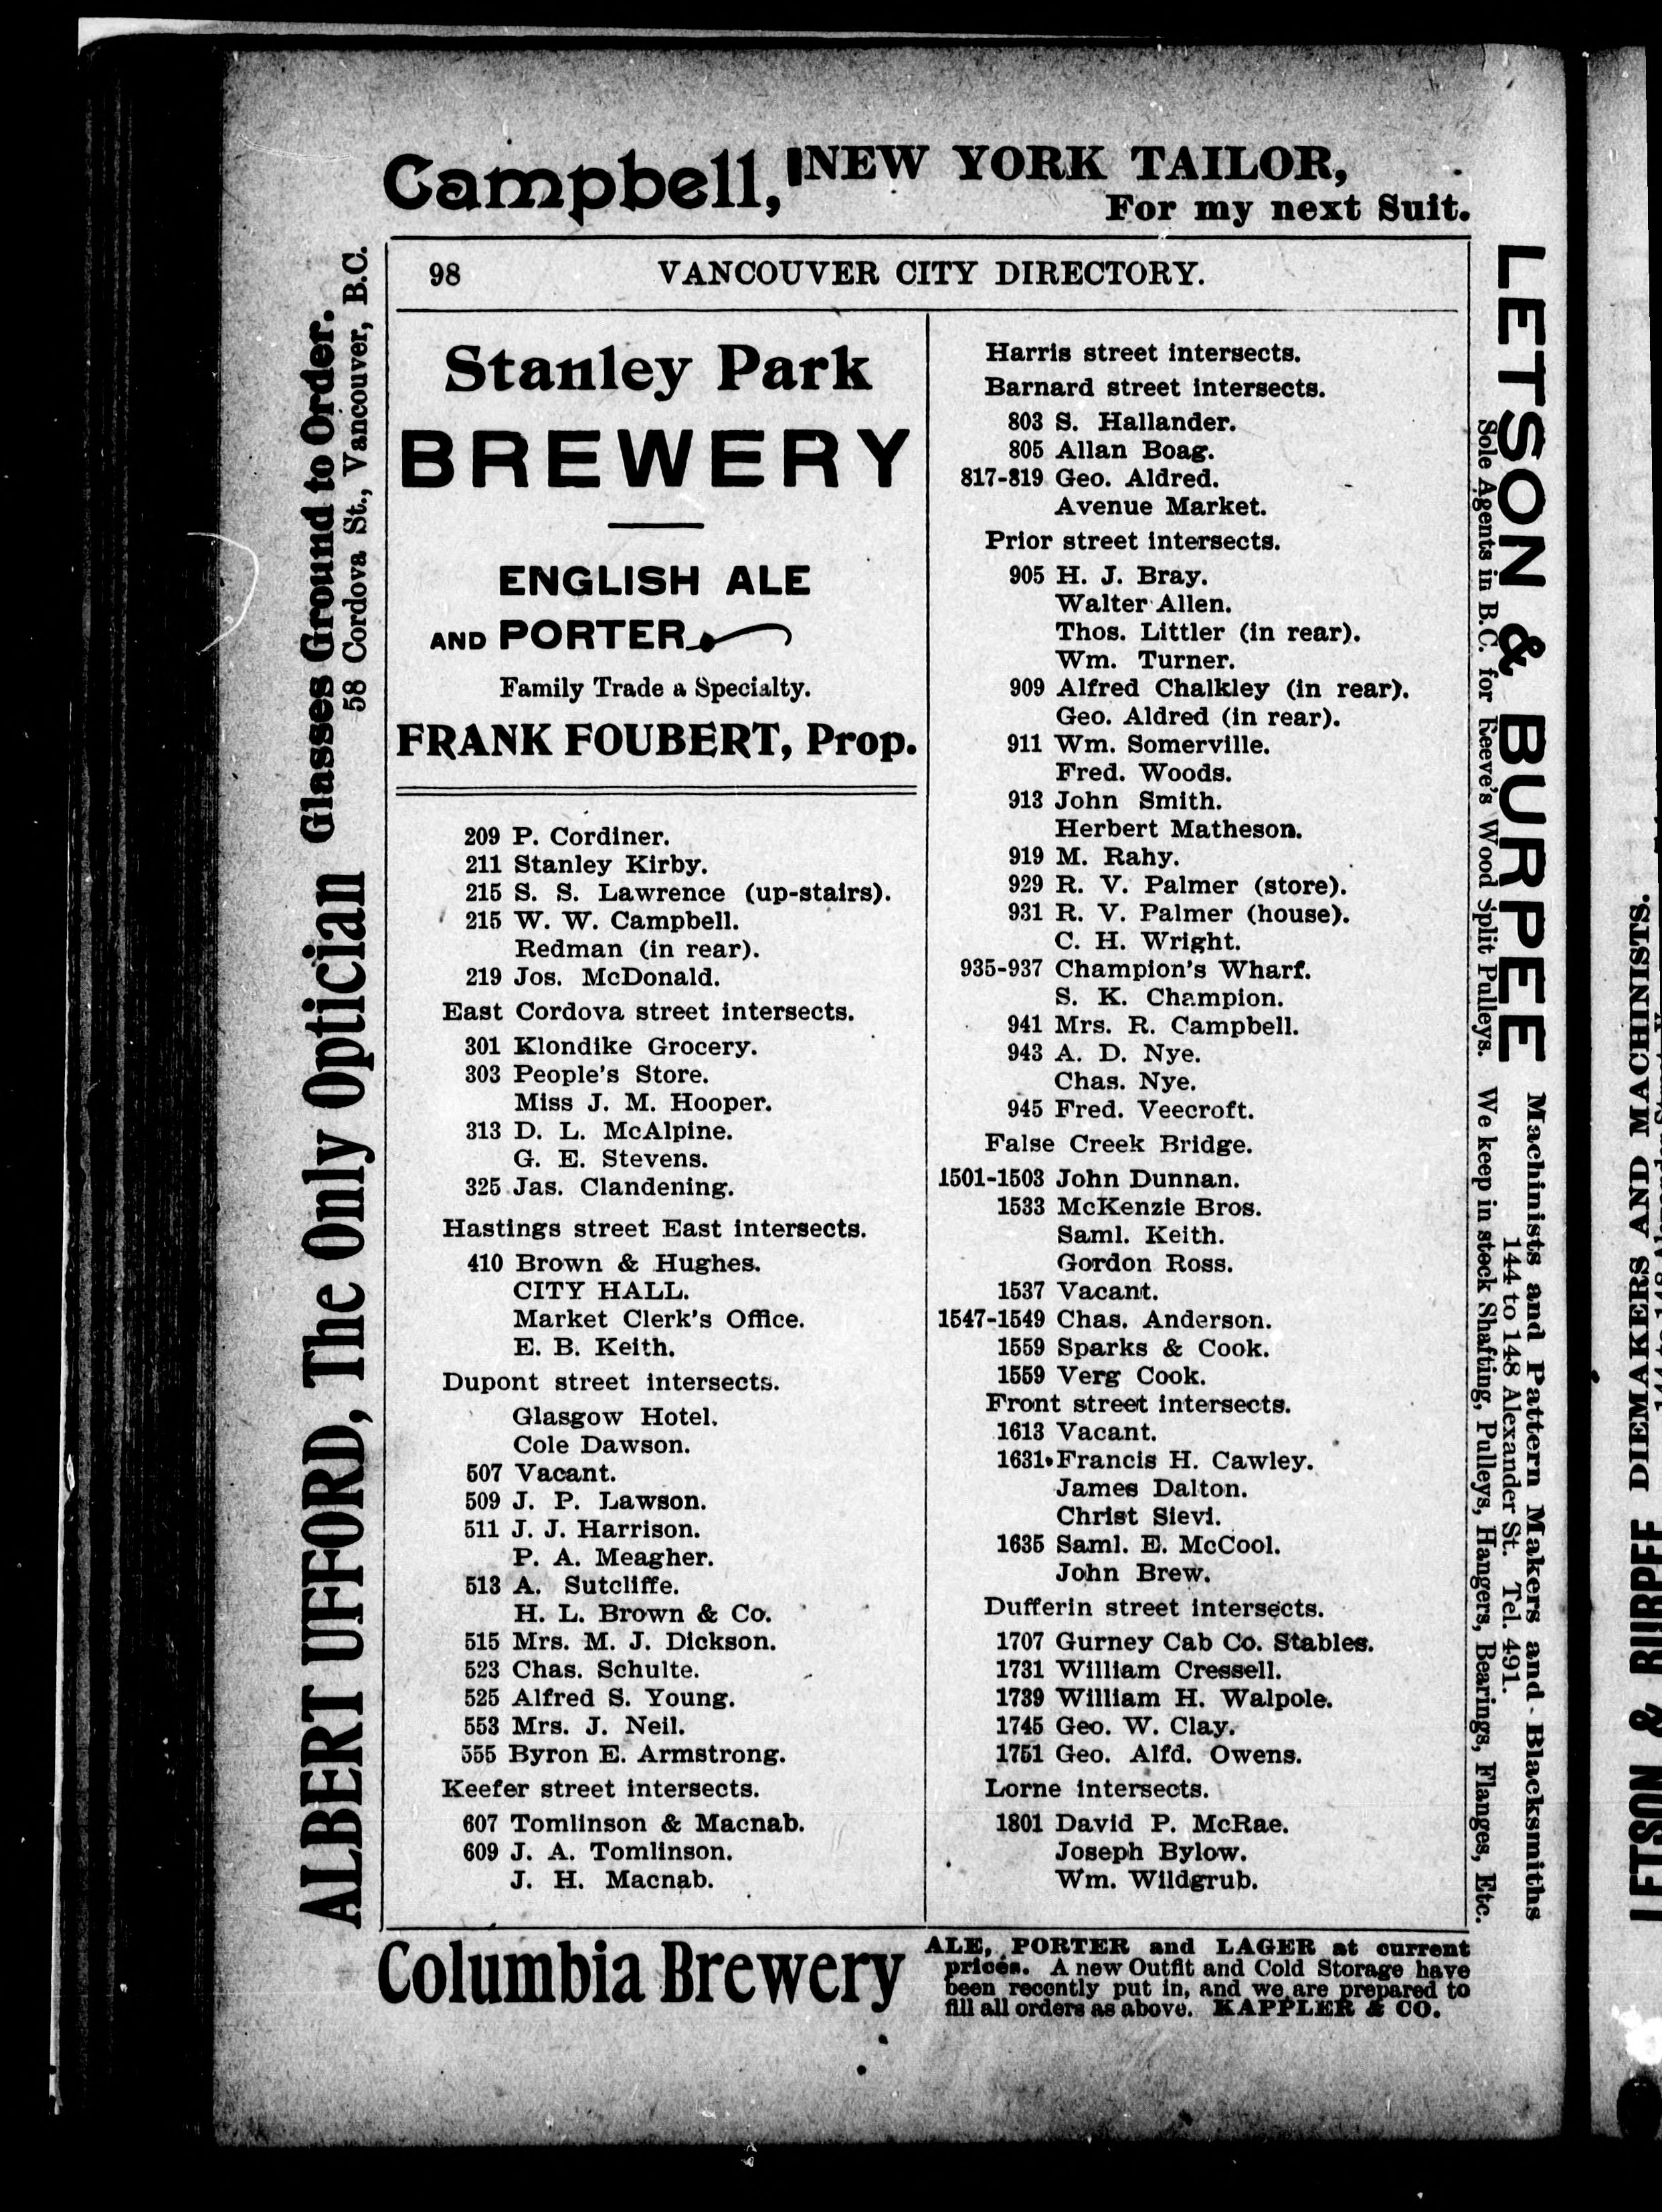 Campbell, NEW YORK TAILOR,
For my next Suit.
98 VANCOUVER CITY DIRECTORY.
Stanley Park
BREWERY
ENGLISH ALE
AND PORTER
Family Trade a Specialty.
FRANK FOUBERT, Prop.
209 P. Cordiner.
211 Stanley Kirby.
215 S. S. Lawrence (up-stairs).
215 W. W. Campbell.
Redman (in rear).
219 Jos. McDonald.
East Cordova street intersects.
301 Klondike Grocery.
303 People's Store.
Miss J. M. Hooper.
313 D. L. McAlpine.
G. E. Stevens.
325 Jas. Clandening.
Hastings street East intersects.
410 Brown & Hughes.
CITY HALL.
Market Clerk's Office.
E. B. Keith.
Dupont street intersects.
Glasgow Hotel.
Cole Dawson.
507 Vacant.
509 J. P. Lawson.
511 J. J. Harrison.
P. A. Meagher.
513 A. Sutcliffe.
H. L. Brown & Co.
515 Mrs. M. J. Dickson.
523 Chas. Schulte.
525 Alfred S. Young.
553 Mrs. J. Neil.
555 Byron E. Armstrong.
Keefer street intersects.
607 Tomlinson & Macnab.
609 J. A. Tomlinson.
J. H. Macnab.
Harris street intersects.
Barnard street intersects.
803 S. Hallander.
805 Allan Boag.
817-819 Geo. Aldred.
Avenue Market.
Prior street intersects.
905 H. J. Bray.
Walter Allen.
Thos. Littler (in rear).
Wm. Turner.
909 Alfred Chalkley (in rear).
Geo. Aldred (in rear).
911 Wm. Somerville.
Fred. Woods.
913 John Smith.
Herbert Matheson.
919 M. Rahy.
929 R. V. Palmer (store).
931 R. V. Palmer (house).
C. H. Wright.
935-937 Champion's Wharf.
S. K. Champion.
941 Mrs. R. Campbell.
943 A. D. Nye.
Chas. Nye.
945 Fred. Veecroft.
False Creek Bridge.
1501-1503 John Dunnan.
1533 McKenzie Bros.
Saml. Keith.
Gordon Ross.
1537 Vacant.
1547-1549 Chas. Anderson.
1559 Sparks & Cook.
1559 Verg Cook.
Front street intersects.
1613 Vacant.
1631 Francis H. Cawley.
James Dalton.
Christ Sievi.
1635 Saml. E. McCool.
John Brew.
Dufferin street intersects.
1707 Gurney Cab Co. Stables.
1731 William Cressell.
1739 William H. Walpole.
1745 Geo. W. Clay.
1751 Geo. Alfd. Owens.
Lorne intersects.
1801 David P. McRae.
Joseph Bylow.
Wm. Wildgrub.
Columbia Brewery
ALE, PORTER and LAGER at current
prices. A new Outfit and Cold Storage have
been recently put in, and we are prepared to
fill all orders as above. KAPPLER & CO.
ALBERT UFFORD, The Only Optician Glasses Ground to Order.
58 Cordova St., Vancouver, B.C.
LETSON & BURPEE Machinists and Pattern Makers and Blacksmiths
144 to 148 Alexander St. Tel. 491.
Sole Agents in B.C. for Reeve's Wood Split Pulleys. We keep in stock Shafting, Pulleys, Hangers, Bearings, Flanges, Etc.
LETSON & BURPEE DIEMAKERS AND MACHINISTS.